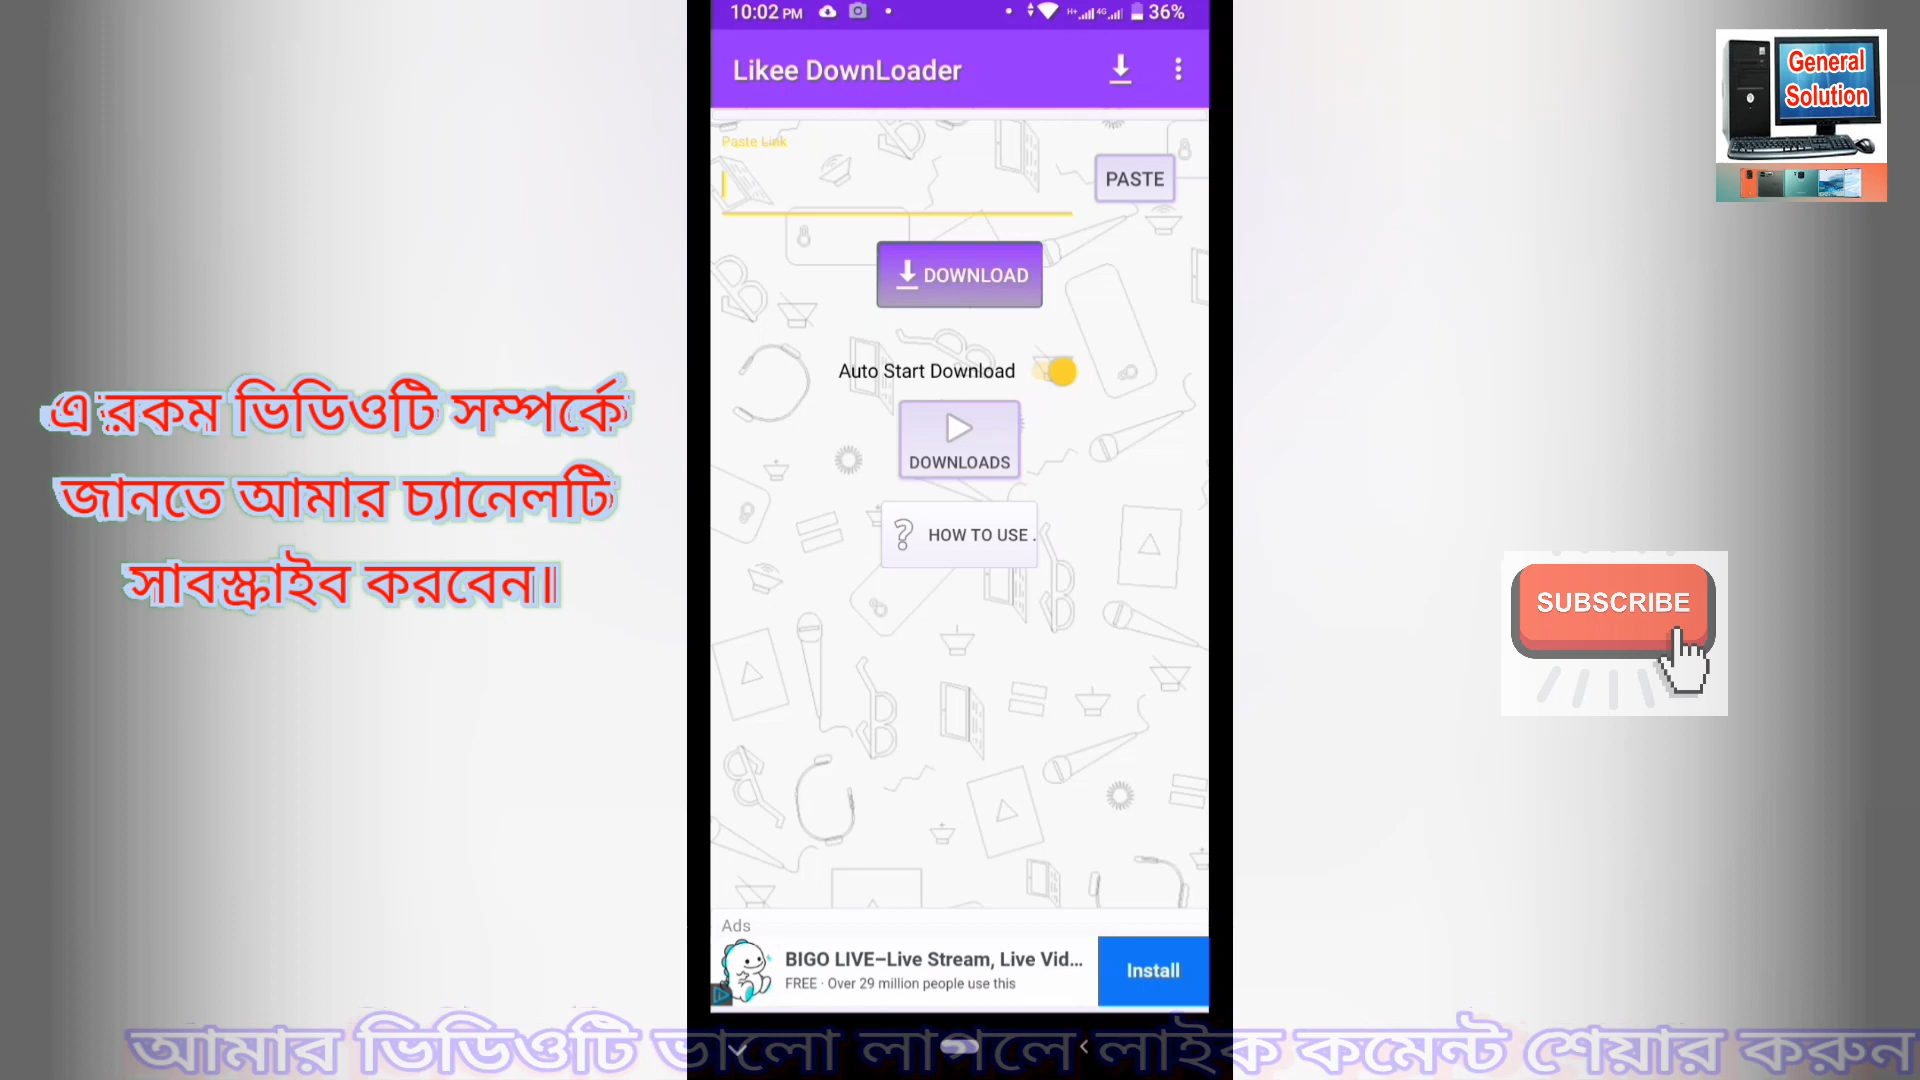 10:02 PM
H+
4G
36%
Likee DownLoader
General
Solution
Paste Link
PASTE
DOWNLOAD
Auto Start Download
DOWNLOADS
HOW TO USE .
এ রকম ভিডিওটি সম্পর্কে
জানতে আমার চ্যানেলটি
সাবস্ক্রাইব করবেন।
SUBSCRIBE
Ads
BIGO LIVE–Live Stream, Live Vid...
FREE · Over 29 million people use this
Install
আমার ভিডিওটি ভালো লাগলে লাইক কমেন্ট শেয়ার করুন